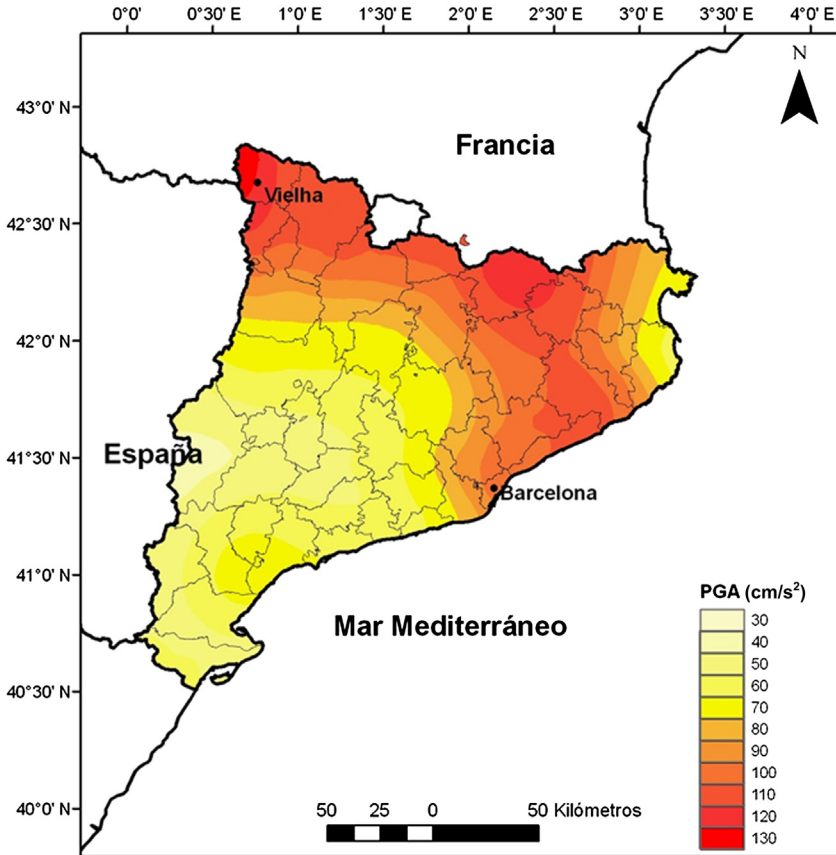 0°0' E 0°30' E 1°0' E 1°30' E 2°0' E 2°30' E 3°0' E 3°30' E 4°0' E
N
43°0' N
Francia
Vielha
42°30' N
42°0' N
41°30' N
España
Barcelona
41°0' N
PGA (cm/s²)
30
Mar Mediterráneo
40
50
40°30' N
60
70
80
90
100
110
40°0' N
50 25 0 50 Kilómetros
120
130